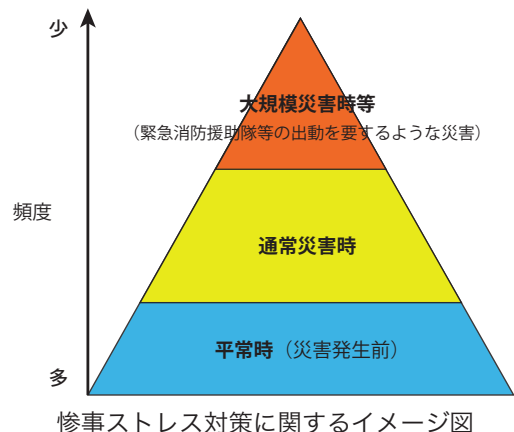 少
大規模災害時等
（緊急消防援助隊等の出動を要するような災害）
頻度
通常災害時
平常時（災害発生前）
多
惨事ストレス対策に関するイメージ図